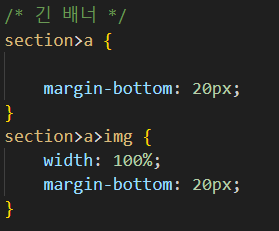 /* 긴 배너 */
section>a {
margin-bottom: 20px;
}
section>a>img {
width: 100%;
margin-bottom: 20px;
}